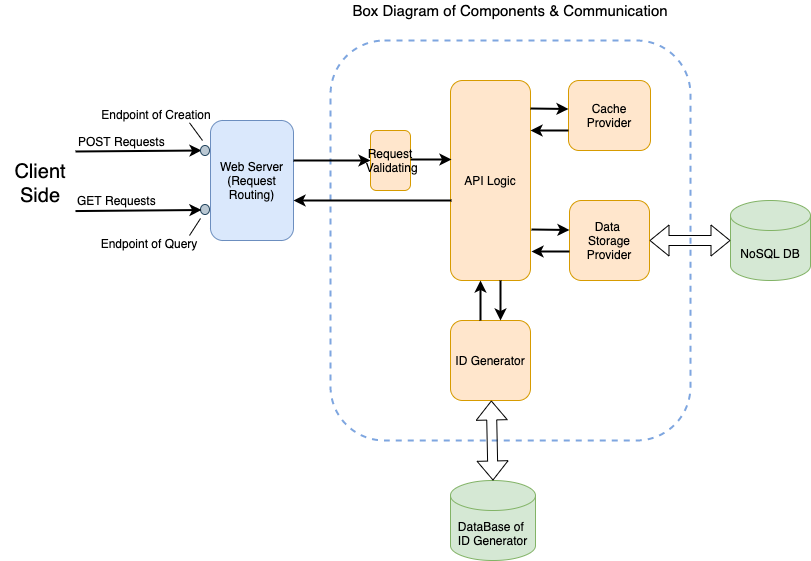 Box Diagram of Components & Communication
Endpoint of Creation
POST Requests
Client
Side
GET Requests
Endpoint of Query
Web Server
(Request
Routing)
Request
Validating
API Logic
Cache
Provider
Data
Storage
Provider
NoSQL DB
ID Generator
DataBase of
ID Generator